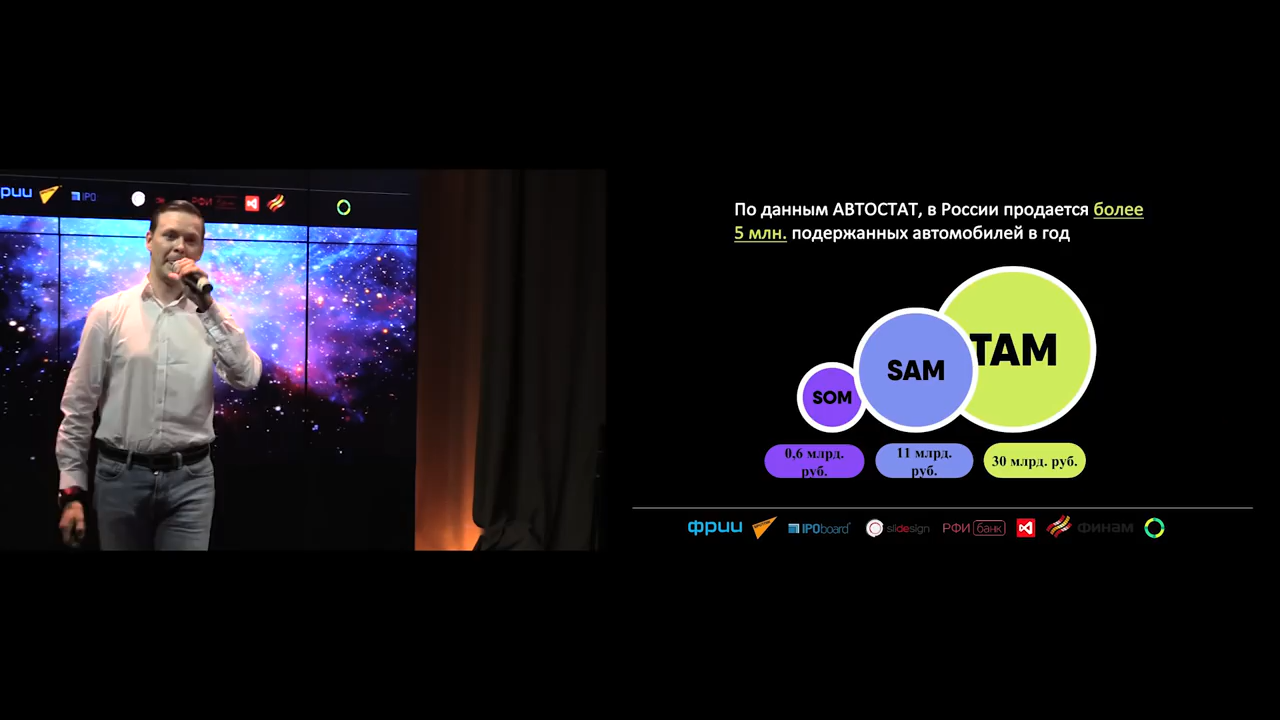 рии
IPO
РФИ
По данным АВТОСТАТ, в России продается более
5 млн. подержанных автомобилей в год
TAM
SAM
SOM
0,6 млрд.
руб.
11 млрд.
руб.
30 млрд. руб.
фрии
IPOboard
slidesign
РФИ банк
финам